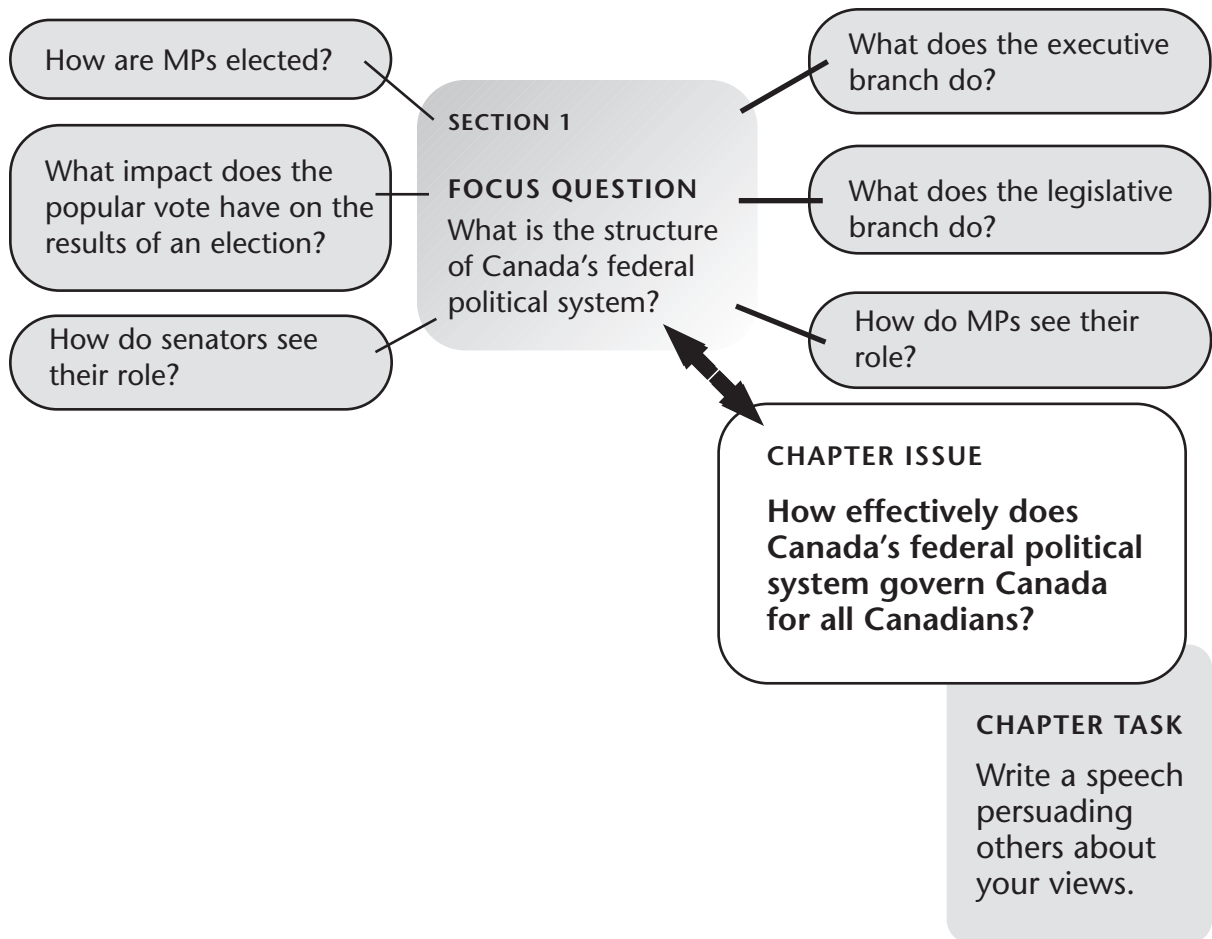 How are MPs elected?
What impact does the
popular vote have on the
results of an election?
How do senators see
their role?
SECTION 1
FOCUS QUESTION
What is the structure
of Canada's federal
political system?
What does the executive
branch do?
What does the legislative
branch do?
How do MPs see their
role?
CHAPTER ISSUE
How effectively does
Canada's federal political
system govern Canada
for all Canadians?
CHAPTER TASK
Write a speech
persuading
others about
your views.